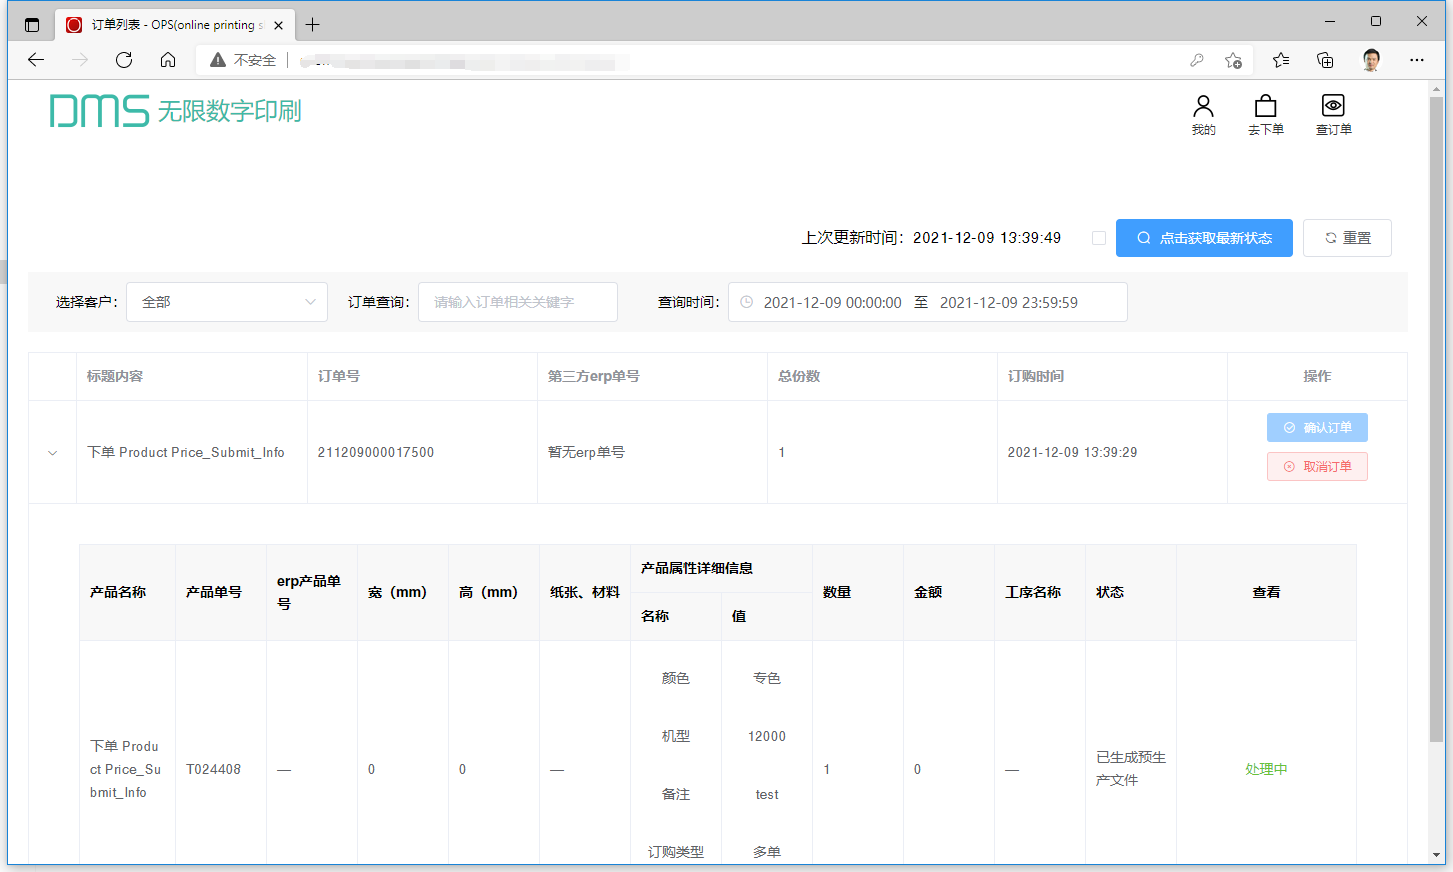 订单列表 - OPS(online printing s
不安全
DMS 无限数字印刷
我的
去下单
查订单
上次更新时间：2021-12-09 13:39:49
点击获取最新状态
重置
选择客户：
全部
订单查询：
请输入订单相关关键字
查询时间：
2021-12-09 00:00:00 至 2021-12-09 23:59:59
标题内容 订单号 第三方erp单号 总份数 订购时间 操作
下单 Product Price_Submit_Info 211209000017500 暂无erp单号 1 2021-12-09 13:39:29
确认订单
取消订单
产品名称 产品单号 erp产品单
号
宽（mm） 高（mm） 纸张、材料
产品属性详细信息
名称 值
数量 金额 工序名称 状态 查看
下单 Produ
ct Price_Su
bmit_Info
T024408 — 0 0 —
颜色 专色
机型 12000
备注 test
订购类型 多单
1 0 —
已生成预生
产文件
处理中